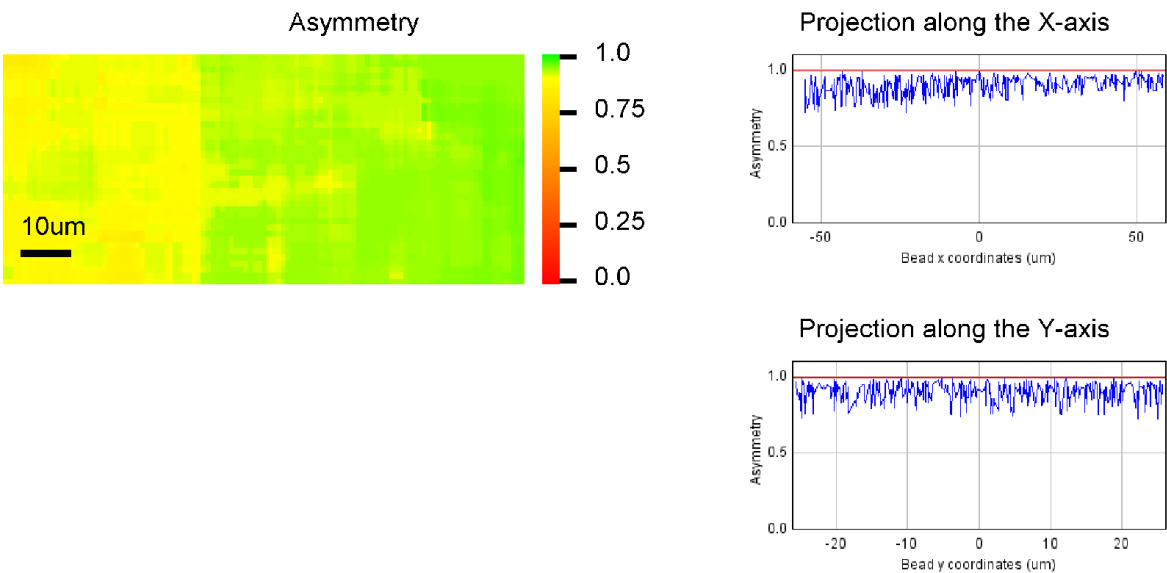 Asymmetry
1.0
0.75
0.5
0.25
0.0
10um
Projection along the X-axis
1.0
0.5
0.0
Asymmetry
-50
0
50
Bead x coordinates (um)
Projection along the Y-axis
1.0
0.5
0.0
Asymmetry
-20
-10
0
10
20
Bead y coordinates (um)